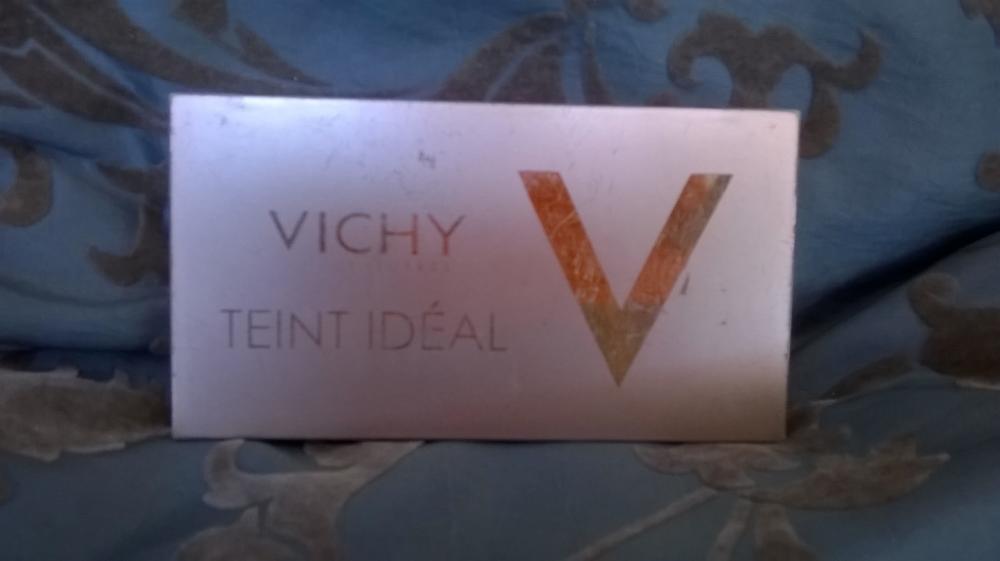 VICHY
TEINT IDÉAL
V